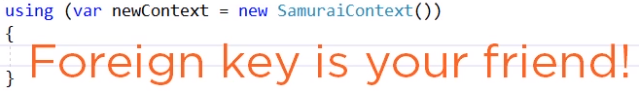 using (var newContext = new SamuraiContext())
{
Foreign key is your friend!
}